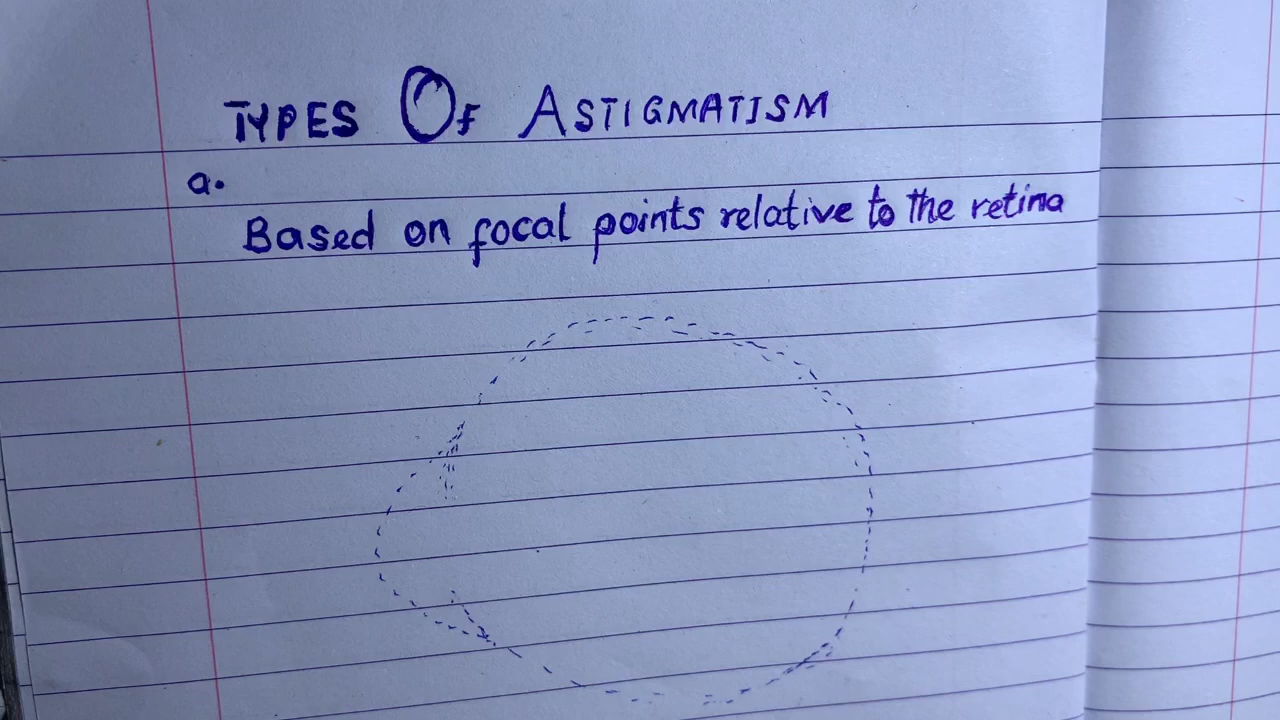 TYPES OF ASTIGMATISM
a.
Based on focal points relative to the retina